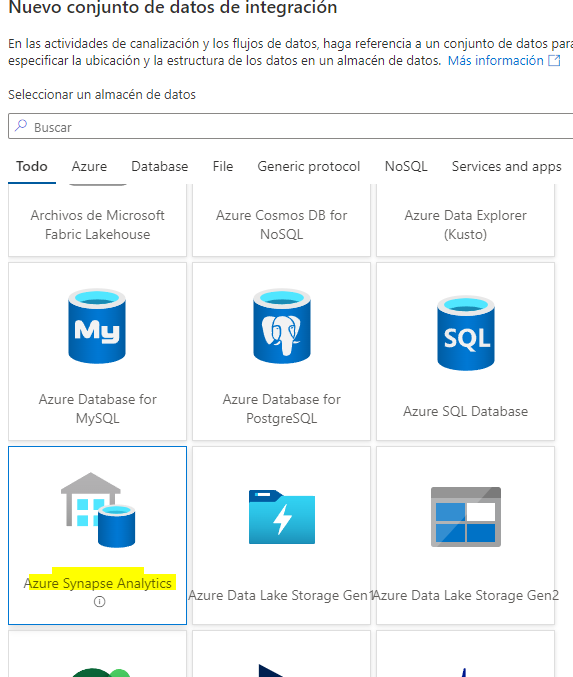 Nuevo conjunto de datos de integración
En las actividades de canalización y los flujos de datos, haga referencia a un conjunto de datos para
especificar la ubicación y la estructura de los datos en un almacén de datos. Más información
Seleccionar un almacén de datos
Buscar
Todo Azure Database File Generic protocol NoSQL Services and apps
Archivos de Microsoft
Fabric Lakehouse
Azure Cosmos DB for
NoSQL
Azure Data Explorer
(Kusto)
My
Azure Database for
MySQL
Azure Database for
PostgreSQL
SQL
Azure SQL Database
Azure Synapse Analytics
Azure Data Lake Storage Gen1
Azure Data Lake Storage Gen2